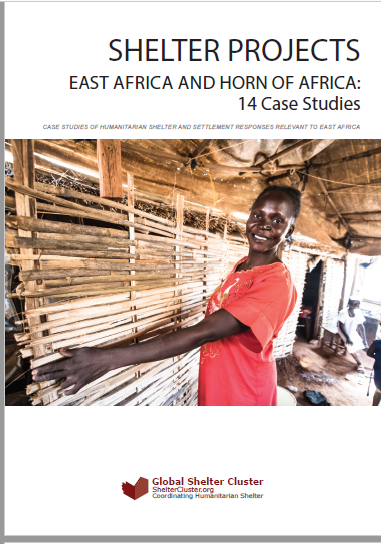 SHELTER PROJECTS
EAST AFRICA AND HORN OF AFRICA:
14 Case Studies
CASE STUDIES OF HUMANITARIAN SHELTER AND SETTLEMENT RESPONSES RELEVANT TO EAST AFRICA
Global Shelter Cluster
ShelterCluster.org
Coordinating Humanitarian Shelter